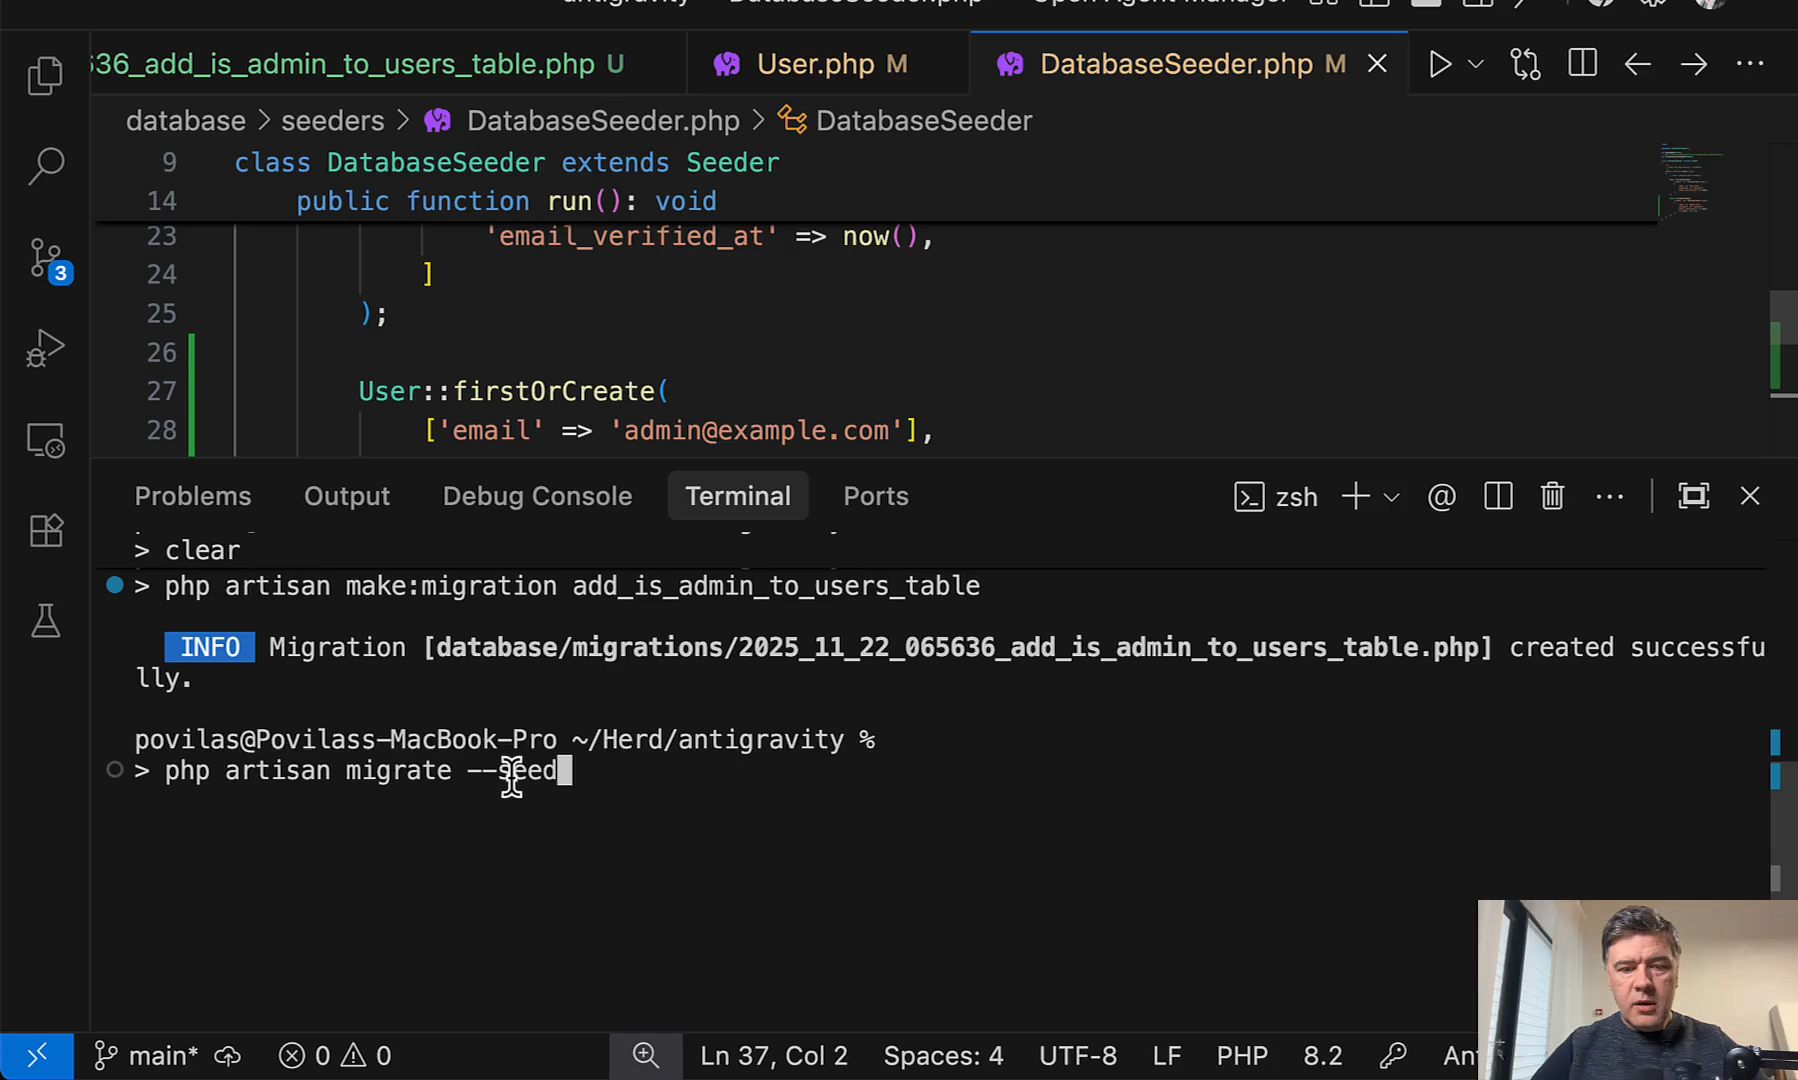 36_add_is_admin_to_users_table.php U
User.php M
DatabaseSeeder.php M
database > seeders > DatabaseSeeder.php > DatabaseSeeder
9 class DatabaseSeeder extends Seeder
14 public function run(): void
23 'email_verified_at' => now(),
24 ]
25 );
26
27 User::firstOrCreate(
28 ['email' => 'admin@example.com'],
3
Problems Output Debug Console Terminal Ports zsh
> clear
> php artisan make:migration add_is_admin_to_users_table
INFO Migration [database/migrations/2025_11_22_065636_add_is_admin_to_users_table.php] created successfu
lly.
povilas@Povilass-MacBook-Pro ~/Herd/antigravity %
> php artisan migrate --seed
main* 0 0 Ln 37, Col 2 Spaces: 4 UTF-8 LF PHP 8.2